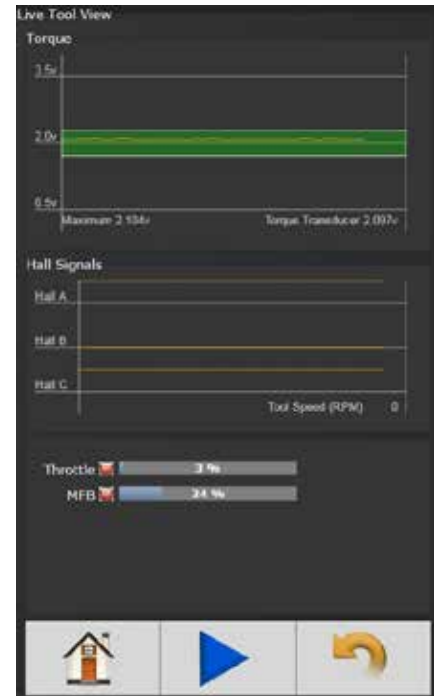 Live Tool View
Torque
3.5v
2.0v
0.5v
Maximum 2.104v Torque Transducer 2.097v
Hall Signals
Hall A
Hall B
Hall C
Tool Speed (RPM) 0
Throttle 3 %
MFB 24 %